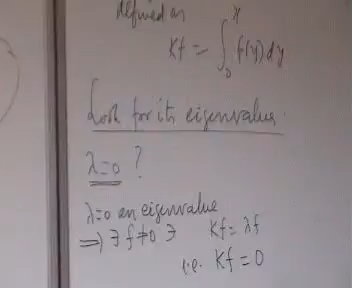 defined as
Kf = ∫₀ˣ f(y) dy
Look for its eigenvalue.
λ=0 ?
λ=0 an eigenvalue
⟹ ∃ f≠0 ∋ Kf = λf
i.e. Kf = 0